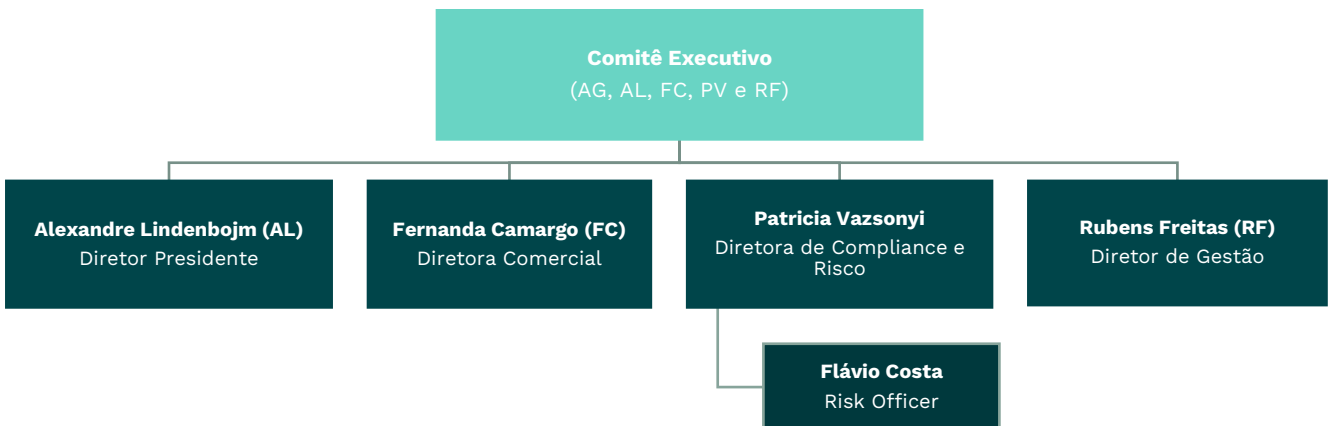 Comitê Executivo
(AG, AL, FC, PV e RF)
Alexandre Lindenbojm (AL)
Diretor Presidente
Fernanda Camargo (FC)
Diretora Comercial
Patricia Vazsonyi
Diretora de Compliance e
Risco
Rubens Freitas (RF)
Diretor de Gestão
Flávio Costa
Risk Officer